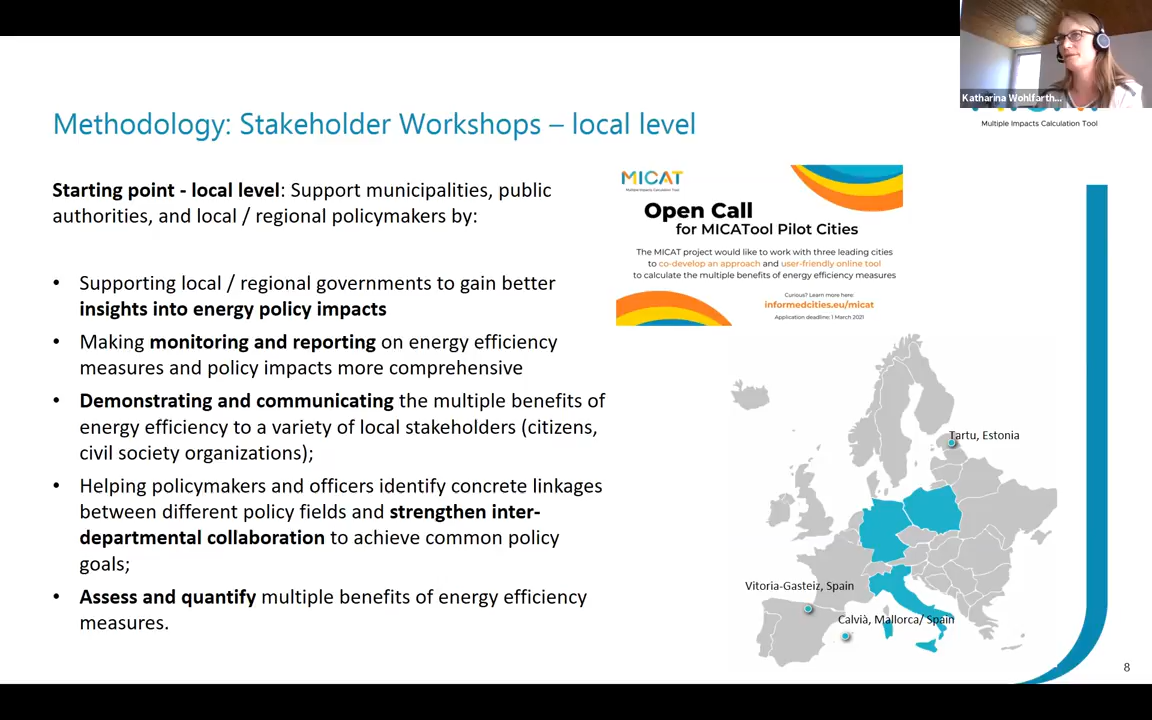 Katharina Wohlfarth...
Multiple Impacts Calculation Tool
Methodology: Stakeholder Workshops – local level
Starting point - local level: Support municipalities, public
authorities, and local / regional policymakers by:
• Supporting local / regional governments to gain better
insights into energy policy impacts
• Making monitoring and reporting on energy efficiency
measures and policy impacts more comprehensive
• Demonstrating and communicating the multiple benefits of
energy efficiency to a variety of local stakeholders (citizens,
civil society organizations);
• Helping policymakers and officers identify concrete linkages
between different policy fields and strengthen inter-
departmental collaboration to achieve common policy
goals;
• Assess and quantify multiple benefits of energy efficiency
measures.
MICAT
Multiple Impacts Calculation Tool
Open Call
for MICATool Pilot Cities
The MICAT project would like to work with three leading cities
to co-develop an approach and user-friendly online tool
to calculate the multiple benefits of energy efficiency measures
Curious? Learn more here:
informedcities.eu/micat
Application deadline: 1 March 2021
Tartu, Estonia
Vitoria-Gasteiz, Spain
Calvià, Mallorca/ Spain
8